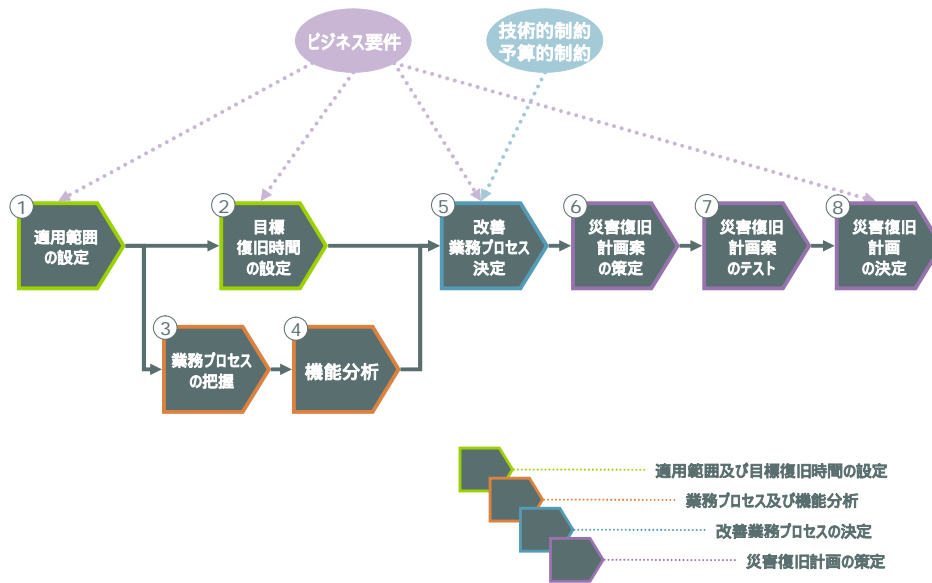 ビジネス要件
技術的制約
予算的制約
1
適用範囲
の設定
2
目標
復旧時間
の設定
3
業務プロセス
の把握
4
機能分析
5
改善
業務プロセス
決定
6
災害復旧
計画案
の策定
7
災害復旧
計画案
のテスト
8
災害復旧
計画
の決定
適用範囲及び目標復旧時間の設定
業務プロセス及び機能分析
改善業務プロセスの決定
災害復旧計画の策定